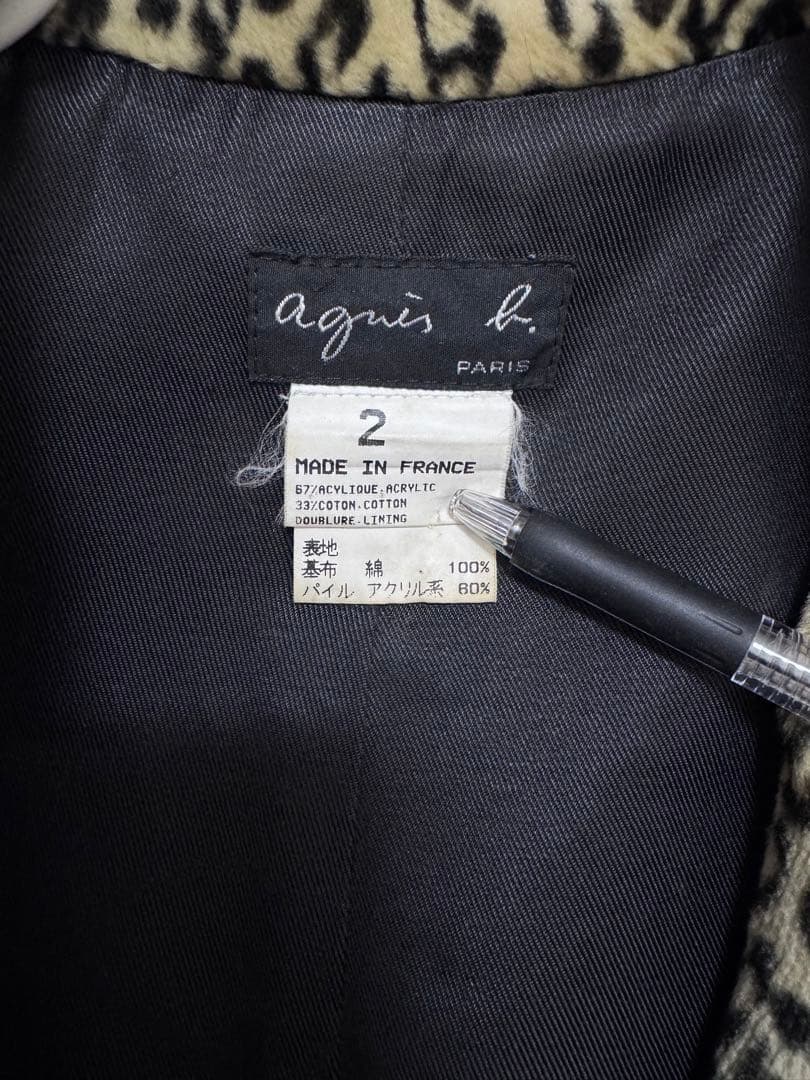 agnès b.
PARIS
2
MADE IN FRANCE
67%ACYLIQUE.ACRYLIC
33%COTON.COTTON
DOUBLURE.LINING
表地
基布 綿 100%
パイル アクリル系 60%